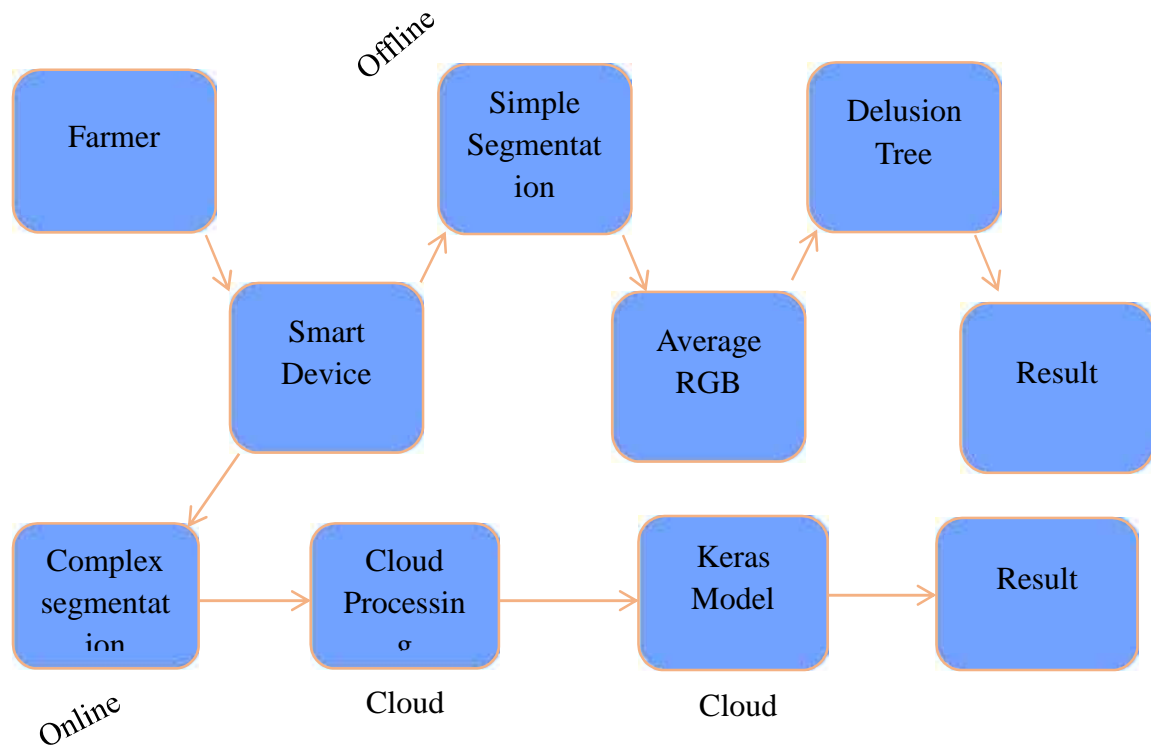 Offline
Farmer
Simple
Segmentat
ion
Delusion
Tree
Smart
Device
Average
RGB
Result
Complex
segmentat
ion
Cloud
Processin
g
Keras
Model
Result
Online
Cloud
Cloud